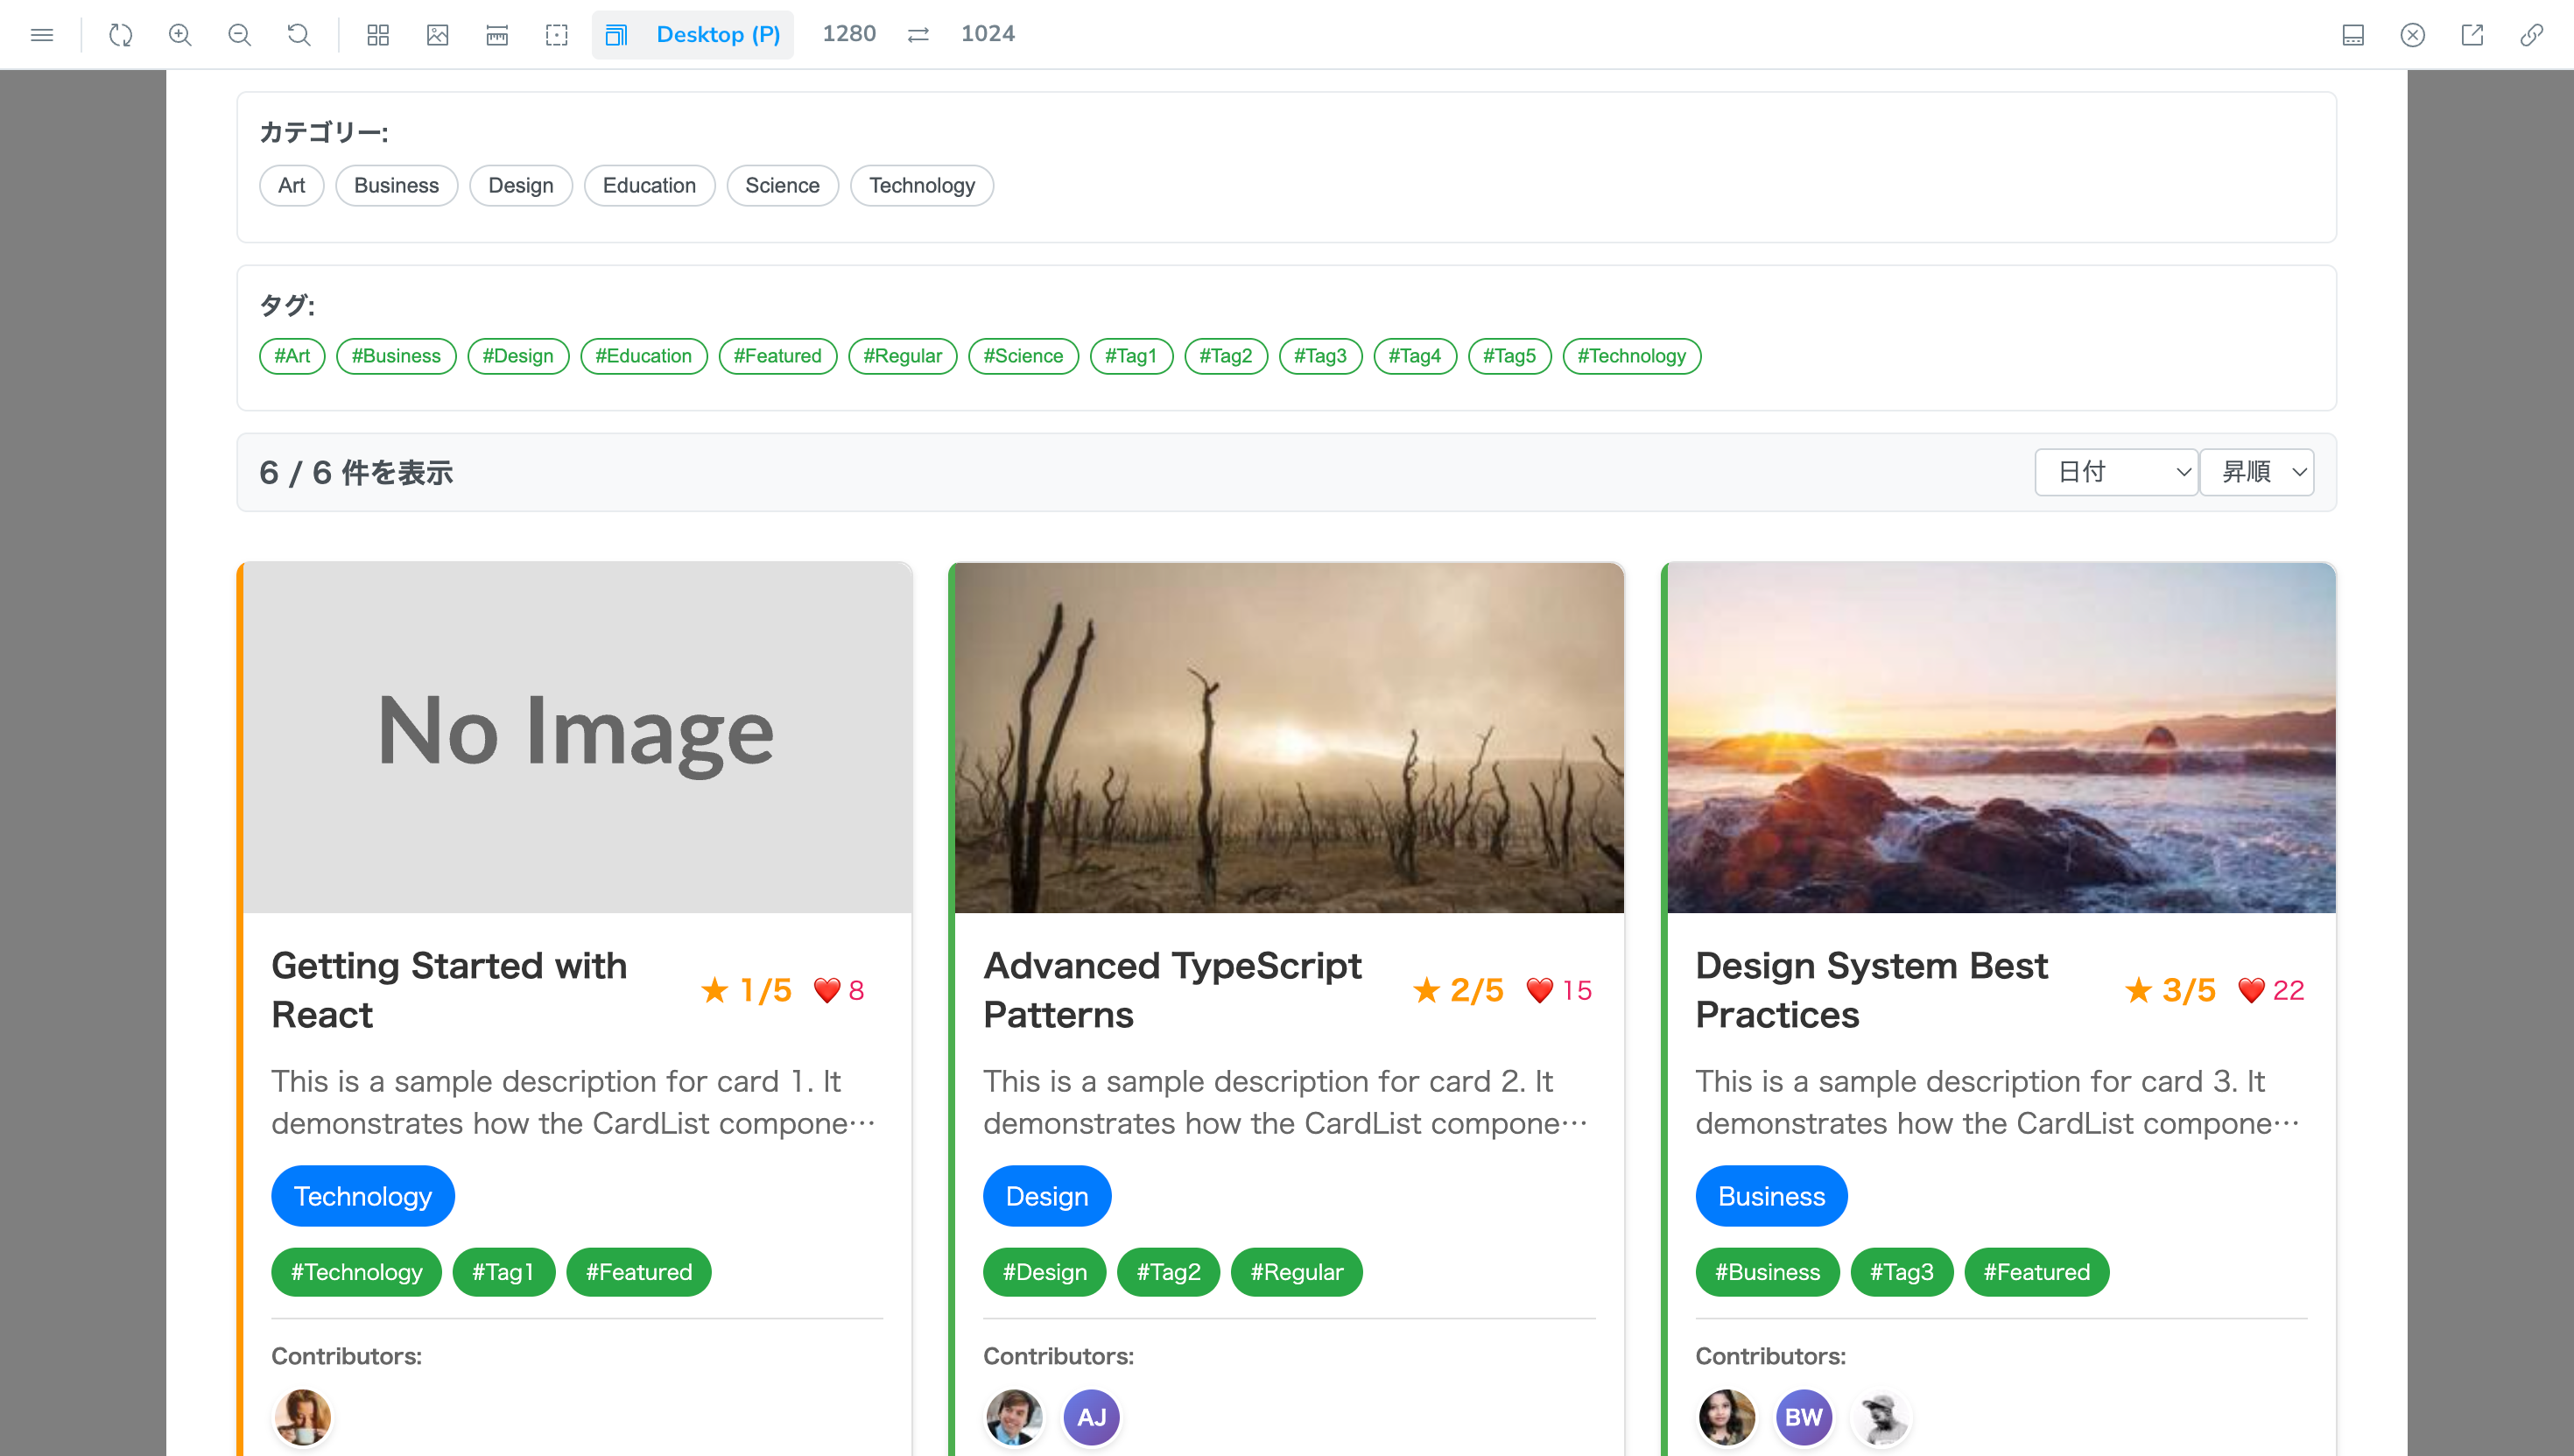 Desktop (P) 1280 1024
カテゴリー:
Art Business Design Education Science Technology
タグ:
#Art #Business #Design #Education #Featured #Regular #Science #Tag1 #Tag2 #Tag3 #Tag4 #Tag5 #Technology
6 / 6 件を表示 日付 昇順
No Image
Getting Started with
React
★ 1/5 ❤️ 8
This is a sample description for card 1. It
demonstrates how the CardList compone…
Technology
#Technology #Tag1 #Featured
Contributors:
Advanced TypeScript
Patterns
★ 2/5 ❤️ 15
This is a sample description for card 2. It
demonstrates how the CardList compone…
Design
#Design #Tag2 #Regular
Contributors:
AJ
Design System Best
Practices
★ 3/5 ❤️ 22
This is a sample description for card 3. It
demonstrates how the CardList compone…
Business
#Business #Tag3 #Featured
Contributors:
BW